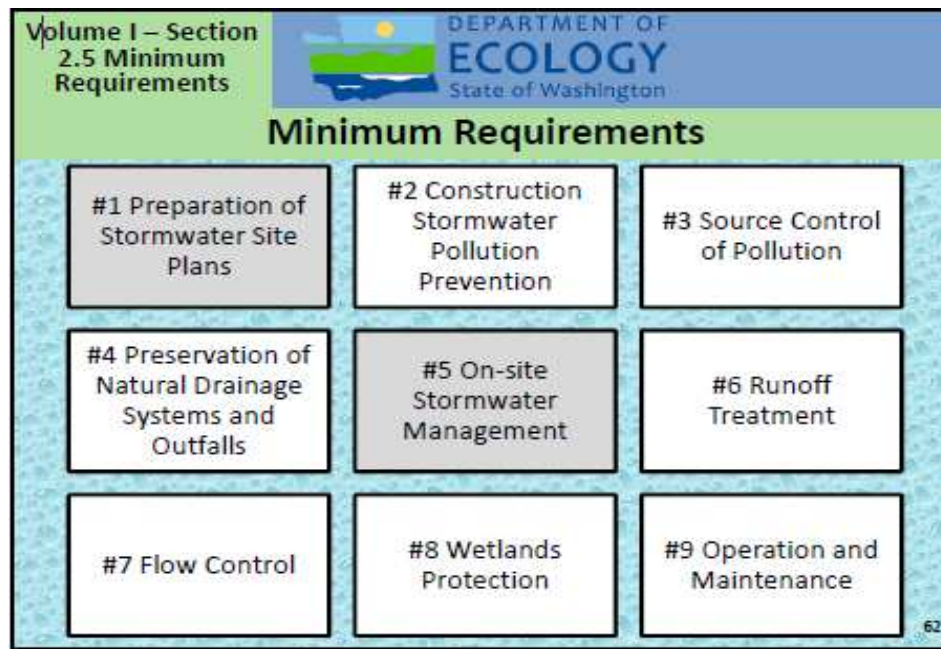 Volume I – Section
2.5 Minimum
Requirements
DEPARTMENT OF
ECOLOGY
State of Washington
Minimum Requirements
#1 Preparation of
Stormwater Site
Plans
#2 Construction
Stormwater
Pollution
Prevention
#3 Source Control
of Pollution
#4 Preservation of
Natural Drainage
Systems and
Outfalls
#5 On-site
Stormwater
Management
#6 Runoff
Treatment
#7 Flow Control
#8 Wetlands
Protection
#9 Operation and
Maintenance
62